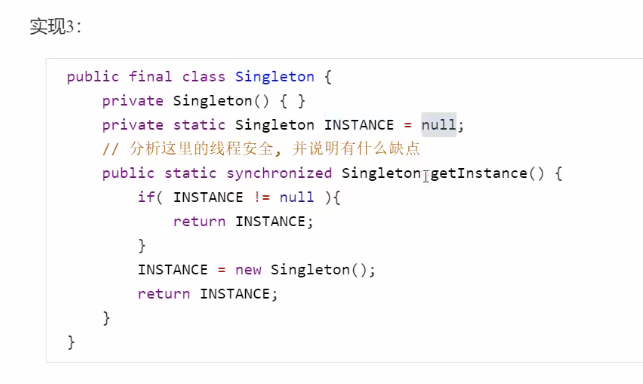 实现3：
public final class Singleton {
    private Singleton() { }
    private static Singleton INSTANCE = null;
    // 分析这里的线程安全, 并说明有什么缺点
    public static synchronized Singleton getInstance() {
        if( INSTANCE != null ){
            return INSTANCE;
        }
        INSTANCE = new Singleton();
        return INSTANCE;
    }
}